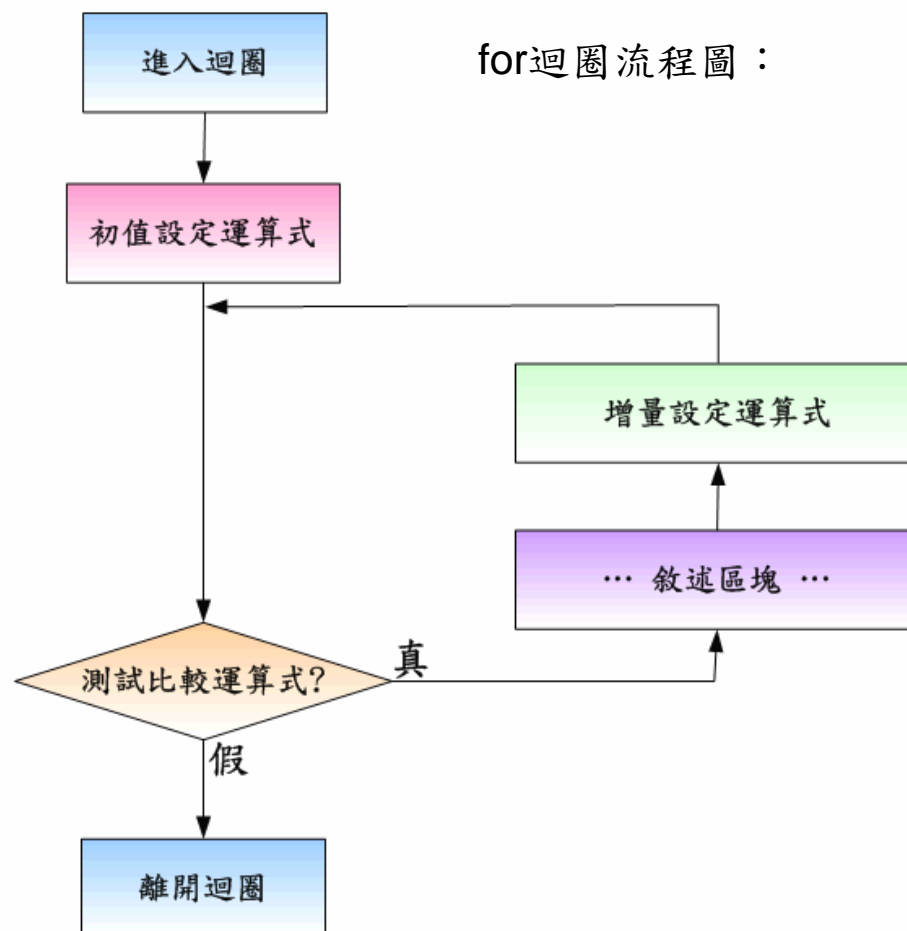 進入迴圈
for迴圈流程圖：
初值設定運算式
增量設定運算式
… 敘述區塊 …
測試比較運算式?
真
假
離開迴圈